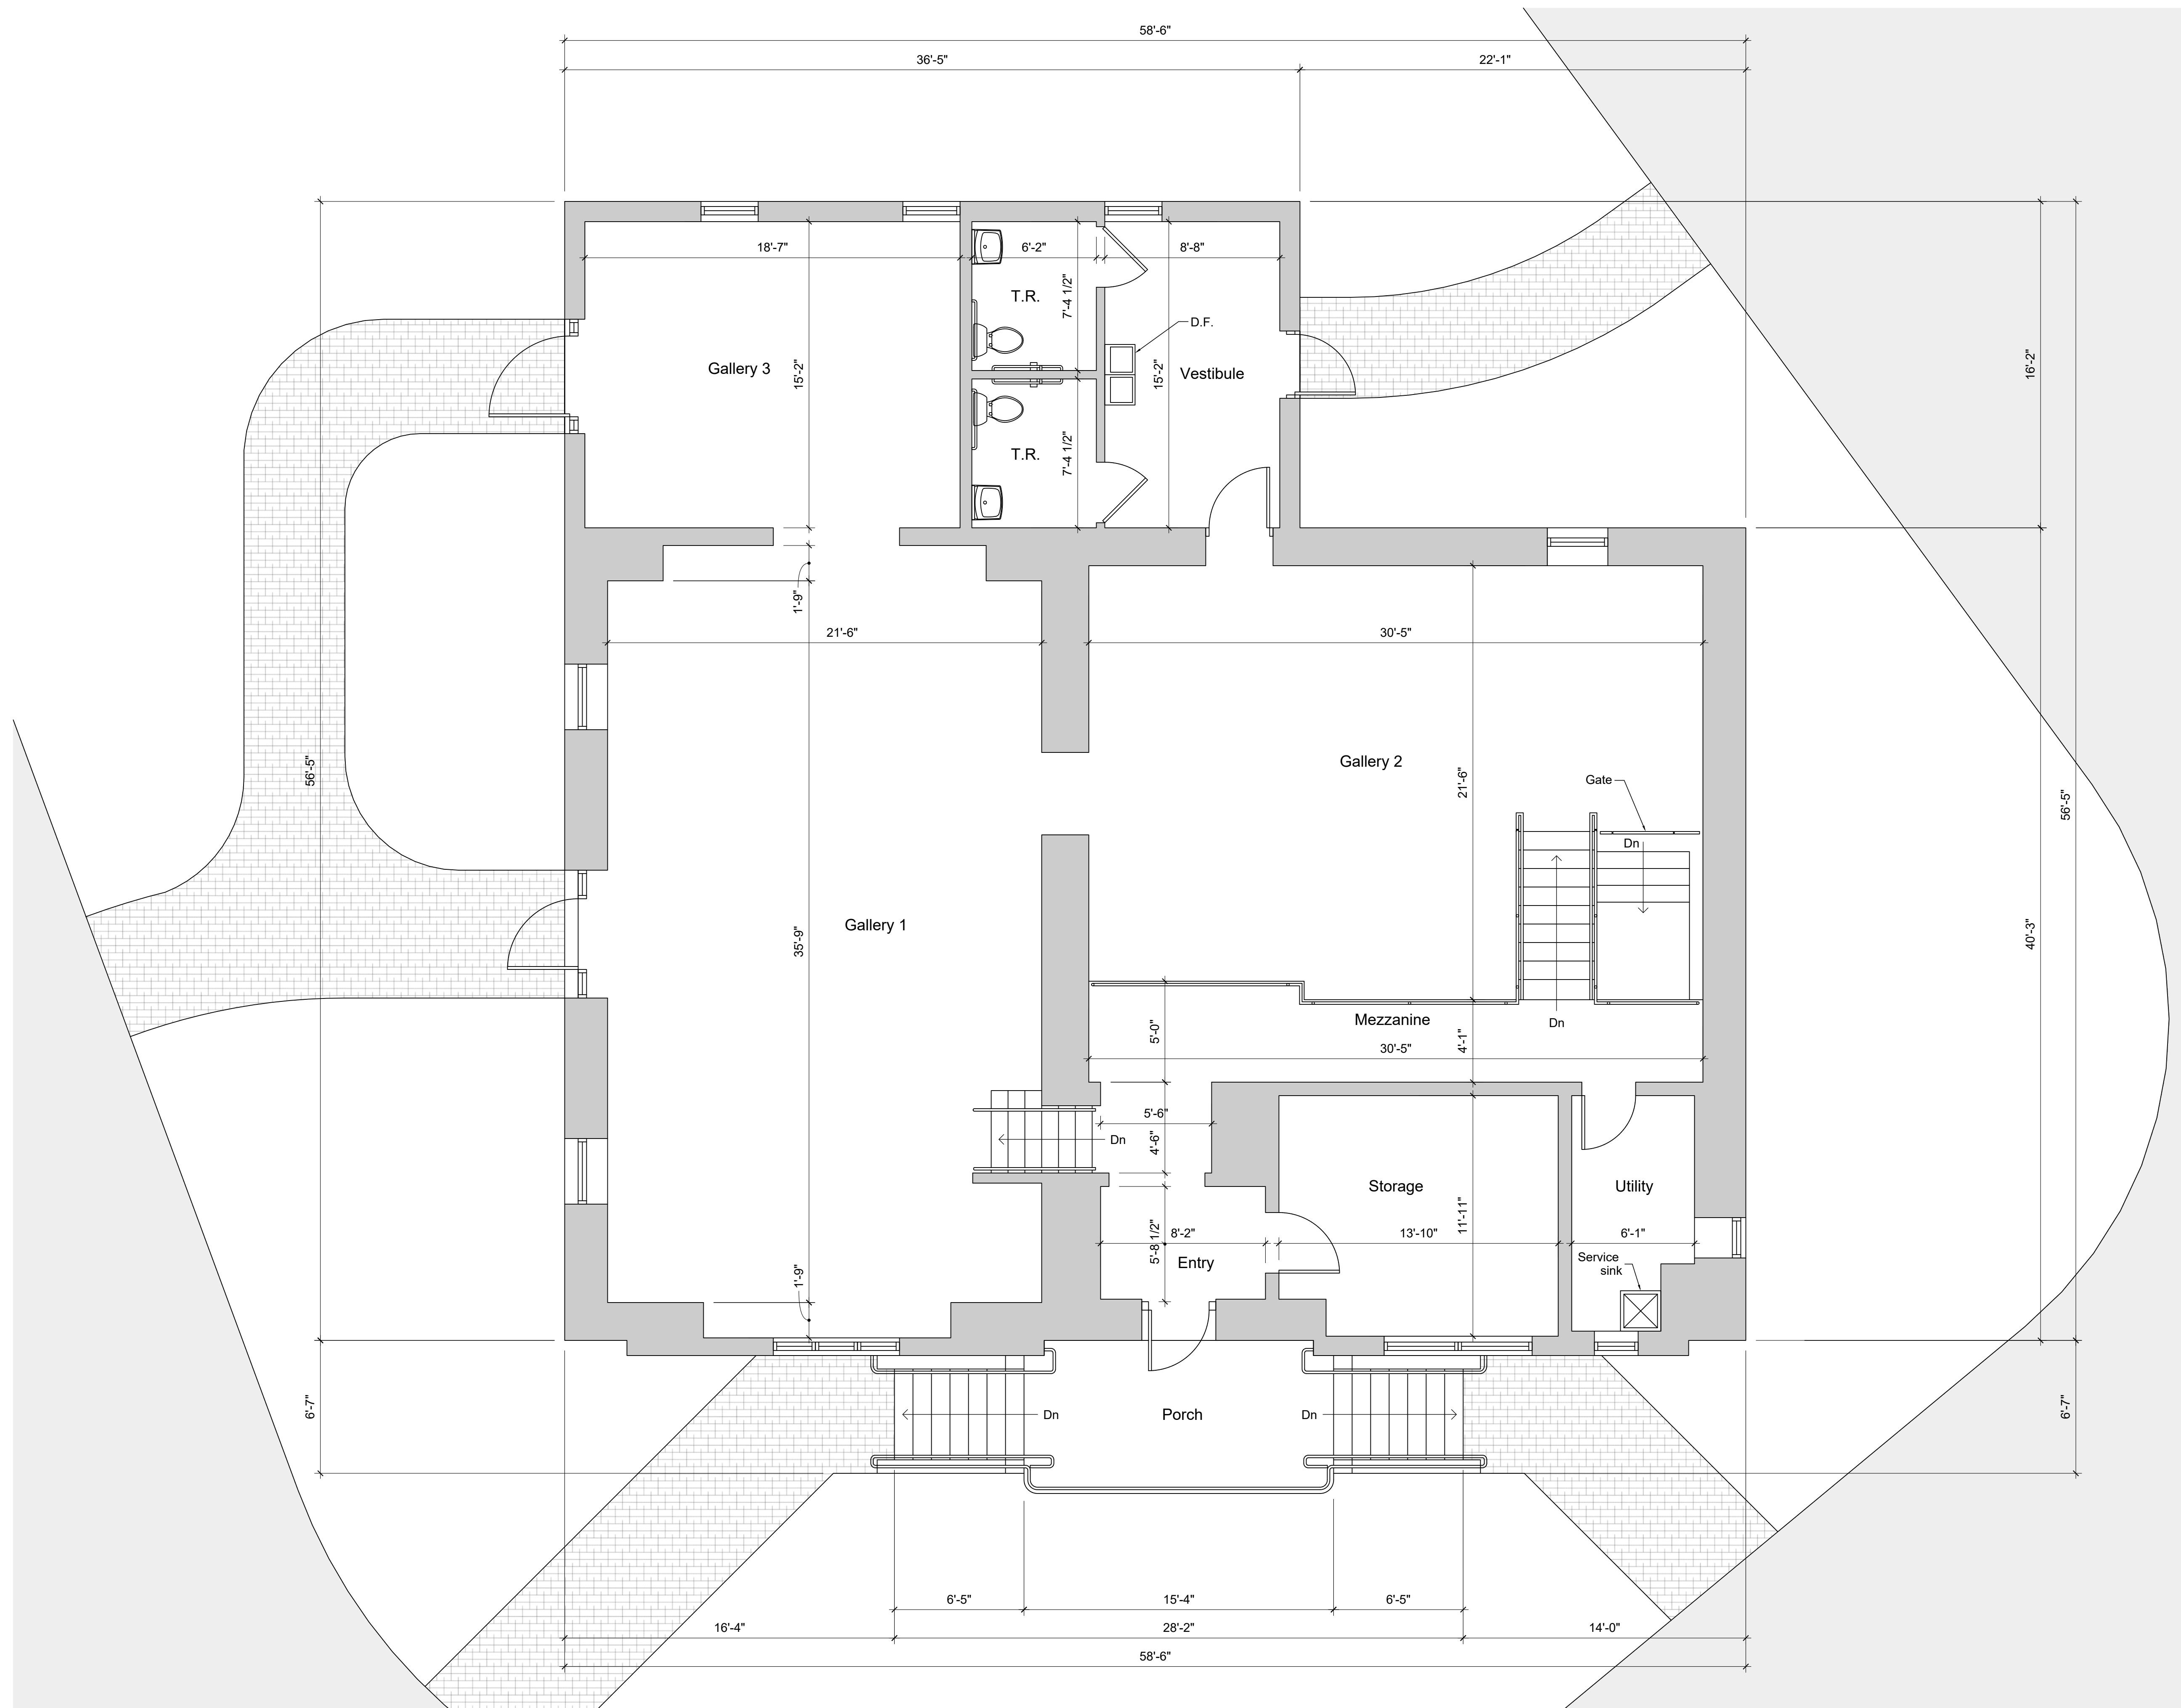 58'-6"
36'-5"
22'-1"
18'-7"
6'-2"
8'-8"
T.R.
7'-4 1/2"
D.F.
Gallery 3
15'-2"
15'-2"
Vestibule
16'-2"
T.R.
7'-4 1/2"
1'-9"
21'-6"
30'-5"
56'-5"
Gallery 2
21'-6"
Gate
Dn
56'-5"
Gallery 1
35'-9"
40'-3"
Mezzanine
Dn
5'-0"
30'-5"
4'-1"
5'-6"
Dn
4'-6"
Storage
Utility
11'-11"
5'-8 1/2"
8'-2"
13'-10"
6'-1"
Entry
Service
sink
1'-9"
6'-7"
Dn
Porch
Dn
6'-7"
6'-5"
15'-4"
6'-5"
16'-4"
28'-2"
14'-0"
58'-6"